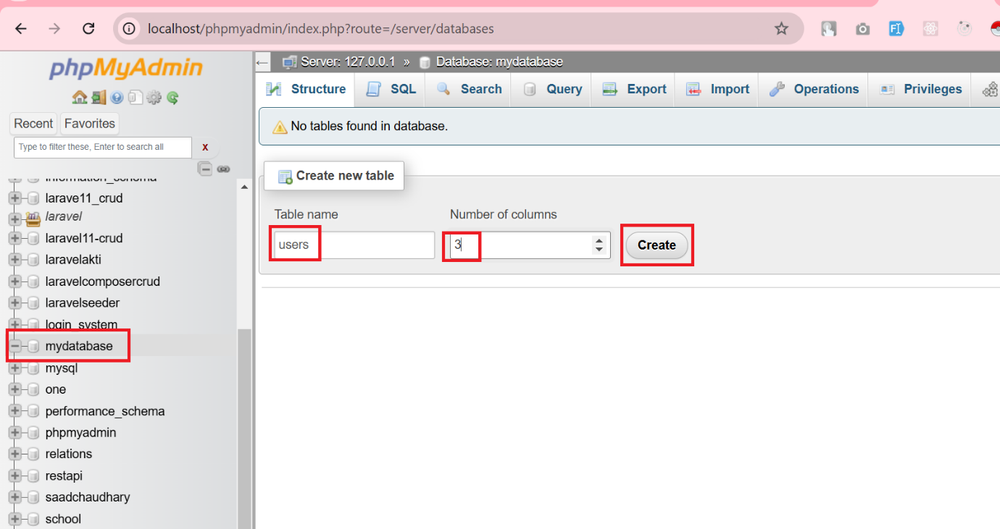 localhost/phpmyadmin/index.php?route=/server/databases
FI
phpMyAdmin
Server: 127.0.0.1 » Database: mydatabase
Structure SQL Search Query Export Import Operations Privileges
Recent Favorites
No tables found in database.
Type to filter these, Enter to search all X
Create new table
information_schema
larave11_crud
laravel
laravel11-crud
laravelakti
laravelcomposercrud
laravelseeder
login_system
mydatabase
mysql
one
performance_schema
phpmyadmin
relations
restapi
saadchaudhary
school
Table name Number of columns
users 3 Create